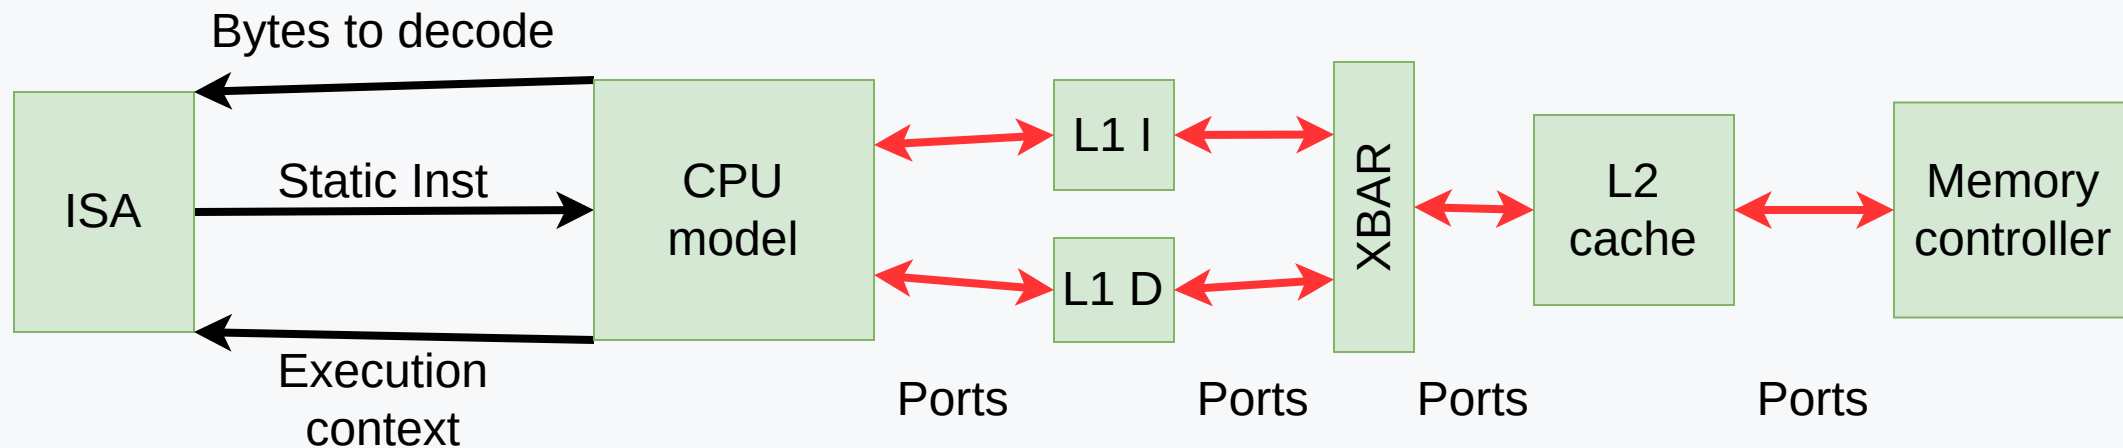 Bytes to decode
ISA
Static Inst
Execution
context
CPU
model
L1 I
L1 D
XBAR
L2
cache
Memory
controller
Ports
Ports
Ports
Ports